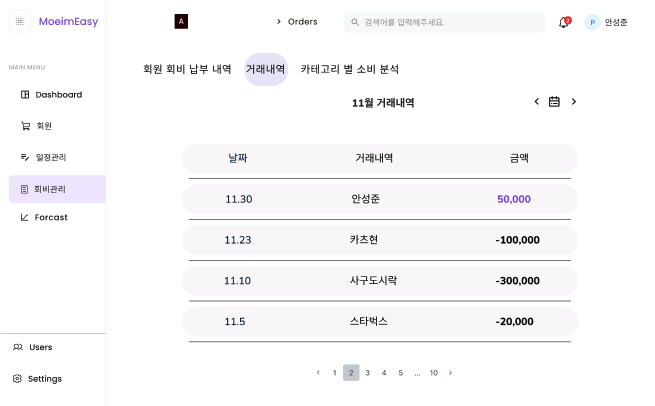 MoeimEasy
A
Orders
검색어를 입력해주세요.
2
P
안성준
MAIN MENU
Dashboard
회원
일정관리
회비관리
Forcast
Users
Settings
회원 회비 납부 내역 거래내역 카테고리 별 소비 분석
11월 거래내역
날짜 거래내역 금액
11.30 안성준 50,000
11.23 카츠현 -100,000
11.10 사구도시락 -300,000
11.5 스타벅스 -20,000
< 1 2 3 4 5 ... 10 >